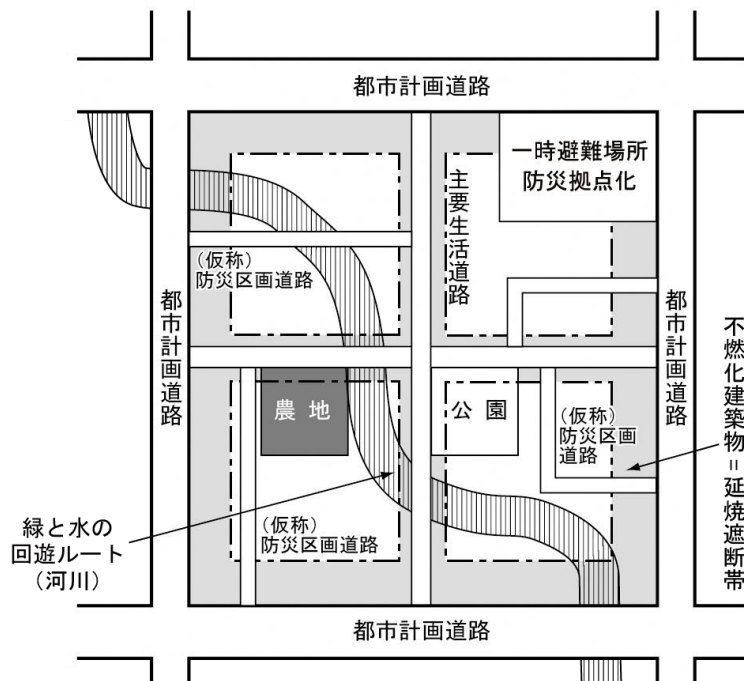 都市計画道路
一時避難場所
防災拠点化
主要生活道路
(仮称)
防災区画道路
都市計画道路
都市計画道路
不燃化建築物=延焼遮断帯
農地
公園
(仮称)
防災区画
道路
(仮称)
防災区画道路
緑と水の
回遊ルート
(河川)
都市計画道路